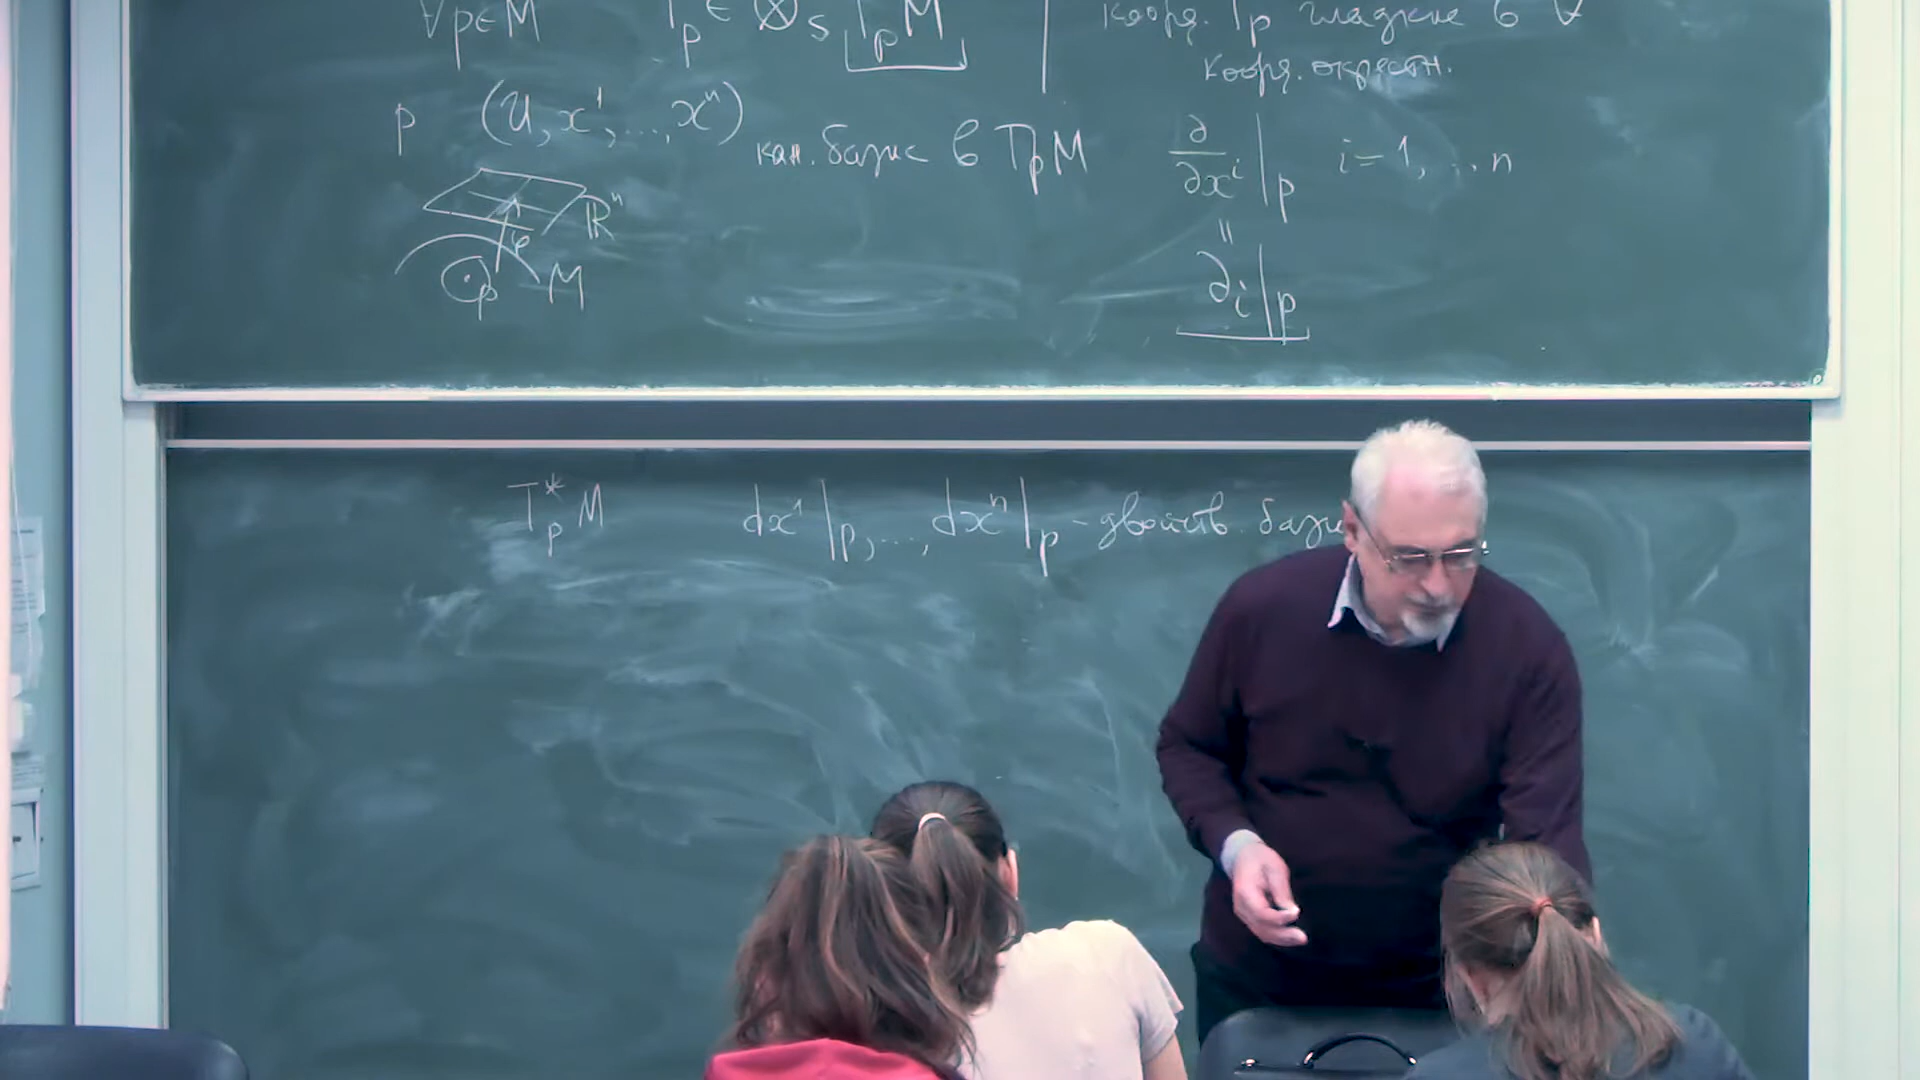 ∀p∈M T_p ∈ ⊗_s T_pM | коорд. T_p гладкие в ∀
коорд. окрестн.
p (U, x¹, ..., xⁿ) кан. базис в T_pM ∂/∂xⁱ|_p i = 1, ... n
ℝⁿ
φ
p M
"
∂_i|_p
T*_pM dx¹|_p, ..., dxⁿ|_p - двойств. базис